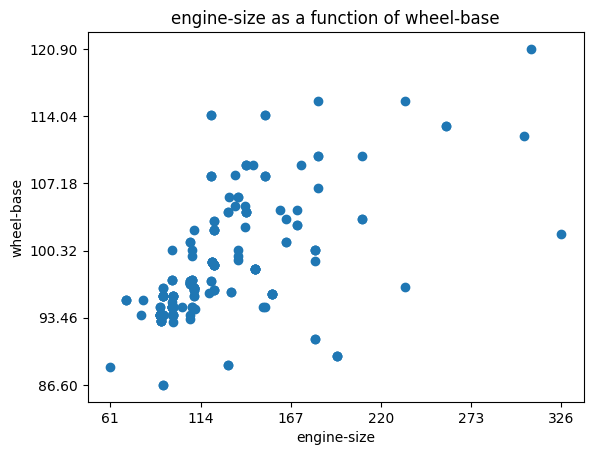 engine-size as a function of wheel-base
120.90
114.04
107.18
100.32
93.46
86.60
wheel-base
61 114 167 220 273 326
engine-size